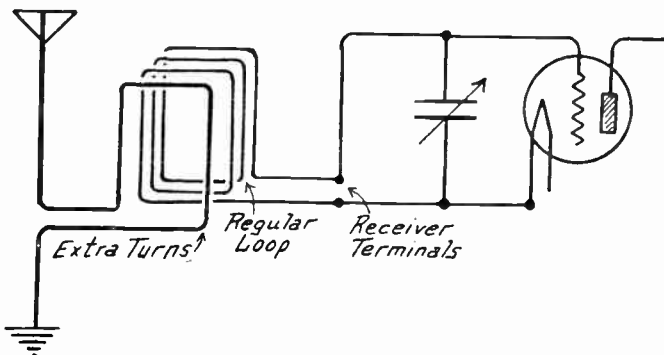 Extra Turns
Regular
Loop
Receiver
Terminals